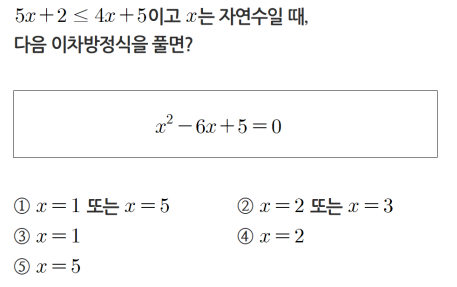 5x+2 ≤ 4x+5이고 x는 자연수일 때,
다음 이차방정식을 풀면?
x²−6x+5=0
① x=1 또는 x=5 ② x=2 또는 x=3
③ x=1 ④ x=2
⑤ x=5